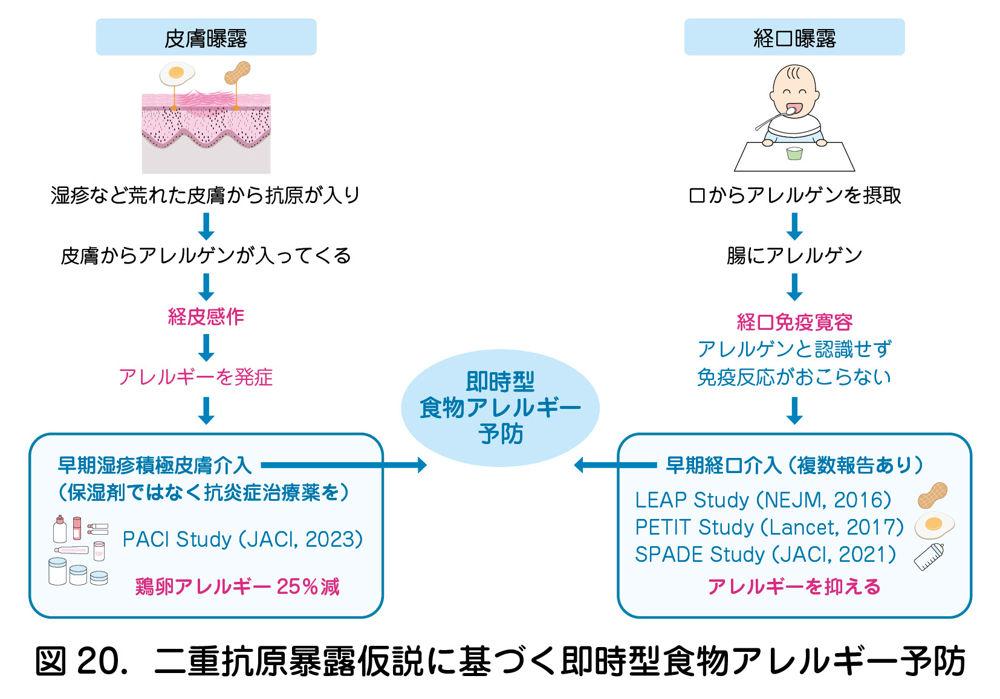 皮膚曝露
湿疹など荒れた皮膚から抗原が入り
皮膚からアレルゲンが入ってくる
経皮感作
アレルギーを発症
早期湿疹積極皮膚介入
（保湿剤ではなく抗炎症治療薬を）
PACI Study (JACI, 2023)
鶏卵アレルギー 25％減
即時型
食物アレルギー
予防
経口曝露
口からアレルゲンを摂取
腸にアレルゲン
経口免疫寛容
アレルゲンと認識せず
免疫反応がおこらない
早期経口介入（複数報告あり）
LEAP Study (NEJM, 2016)
PETIT Study (Lancet, 2017)
SPADE Study (JACI, 2021)
アレルギーを抑える
図 20．二重抗原暴露仮説に基づく即時型食物アレルギー予防